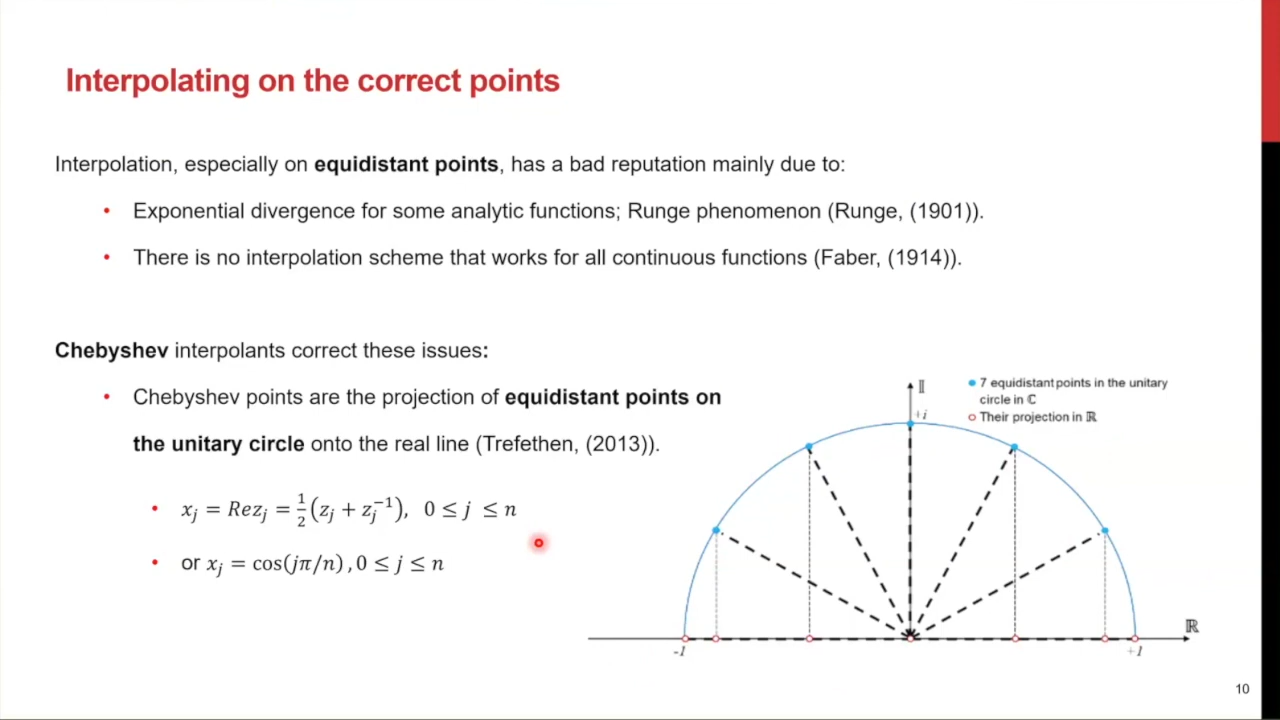 Interpolating on the correct points
Interpolation, especially on equidistant points, has a bad reputation mainly due to:
• Exponential divergence for some analytic functions; Runge phenomenon (Runge, (1901)).
• There is no interpolation scheme that works for all continuous functions (Faber, (1914)).
Chebyshev interpolants correct these issues:
• Chebyshev points are the projection of equidistant points on
the unitary circle onto the real line (Trefethen, (2013)).
• x_j = Re z_j = 1/2 (z_j + z_j^{-1}), 0 ≤ j ≤ n
• or x_j = cos(jπ/n), 0 ≤ j ≤ n
𝕀
+i
7 equidistant points in the unitary
circle in ℂ
Their projection in ℝ
ℝ
-1
+1
10